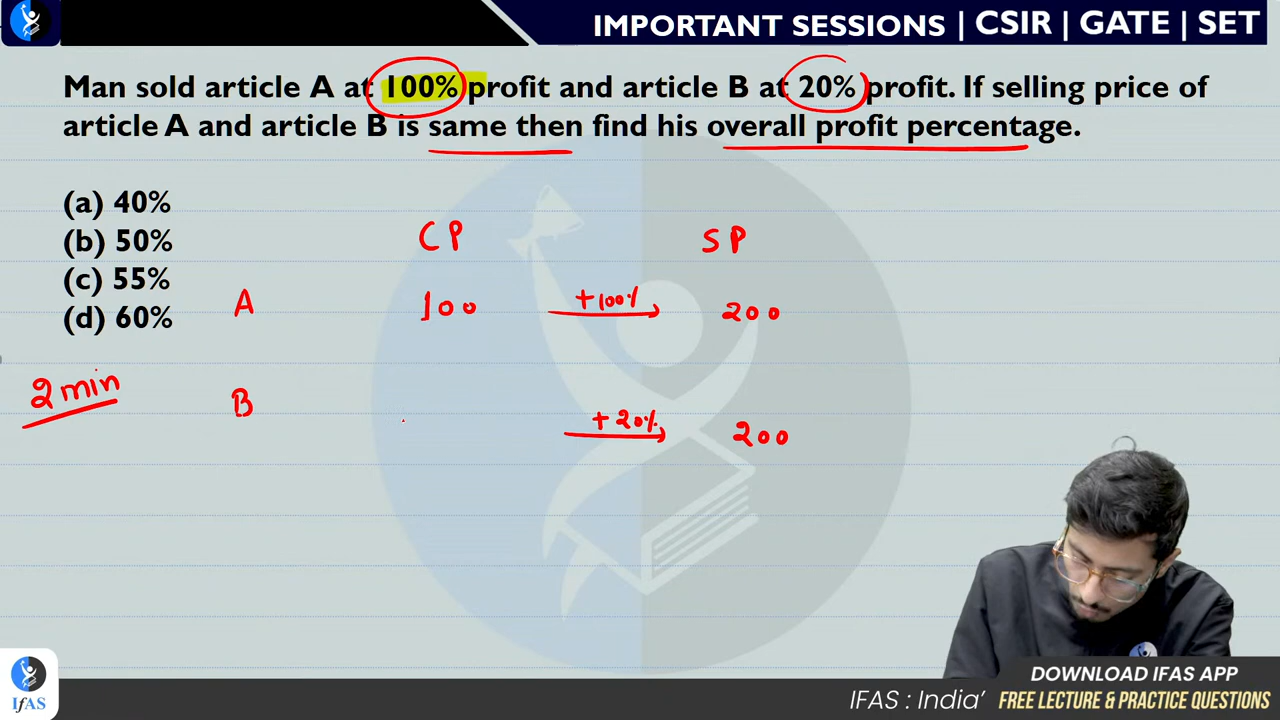 IMPORTANT SESSIONS | CSIR | GATE | SET
Man sold article A at 100% profit and article B at 20% profit. If selling price of
article A and article B is same then find his overall profit percentage.
(a) 40%
(b) 50%
(c) 55%
(d) 60%
CP SP
A 100 +100% 200
2 min
B +20% 200
IFAS
DOWNLOAD IFAS APP
IFAS : India' FREE LECTURE & PRACTICE QUESTIONS